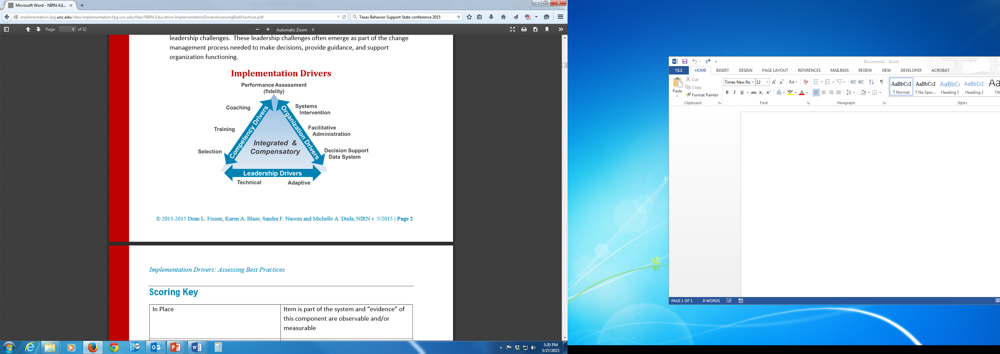 Microsoft Word - NIRN-Ed...
implementation.fpg.unc.edu/sites/implementation.fpg.unc.edu/files/NIRN-Education-ImplementationDriversAssessingBestPractices.pdf
Texas Behavior Support State conference 2015
Page: 4 of 52
Automatic Zoom
leadership challenges. These leadership challenges often emerge as part of the change
management process needed to make decisions, provide guidance, and support
organization functioning.
Implementation Drivers
Performance Assessment
(fidelity)
Coaching
Systems
Intervention
Training
Facilitative
Administration
Selection
Decision Support
Data System
Competency Drivers
Organization Drivers
Integrated &
Compensatory
Leadership Drivers
Technical
Adaptive
© 2013-2015 Dean L. Fixsen, Karen A. Blase, Sandra F. Naoom and Michelle A. Duda, NIRN v. 5/2015 | Page 2
Implementation Drivers: Assessing Best Practices
Scoring Key
In Place
Item is part of the system and “evidence” of
this component are observable and/or
measurable
3:20 PM
3/27/2015
Document2 - Word
FILE HOME INSERT DESIGN PAGE LAYOUT REFERENCES MAILINGS REVIEW VIEW DEVELOPER ACROBAT
Paste
Cut
Copy
Format Painter
Clipboard
Times New Ro 12
Aa
B I U abc x₂ x²
Font
Paragraph
AaBbCcI AaBbCcI AaBbCc AaBbCcD Aa
¶ Normal ¶ No Spac... Heading 1 Heading 2 Titl
Styles
PAGE 1 OF 1 0 WORDS